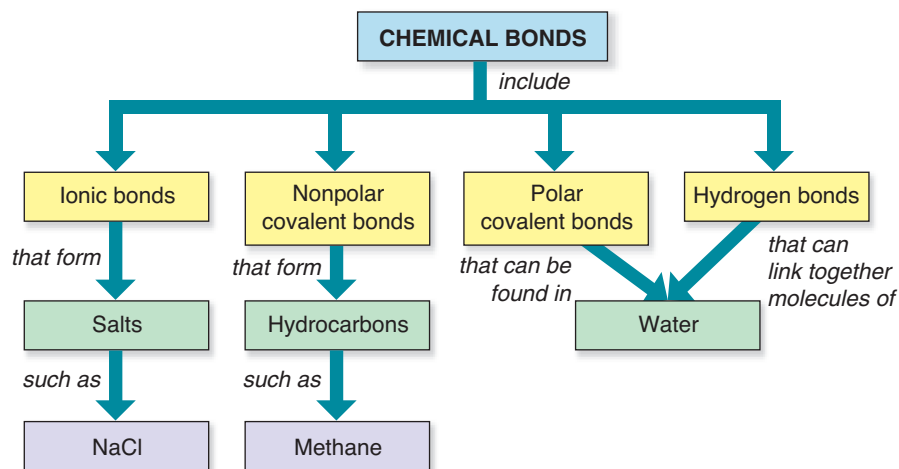 CHEMICAL BONDS
include
Ionic bonds
Nonpolar
covalent bonds
Polar
covalent bonds
Hydrogen bonds
that form
that form
that can be
found in
that can
link together
molecules of
Salts
Hydrocarbons
Water
such as
such as
NaCl
Methane